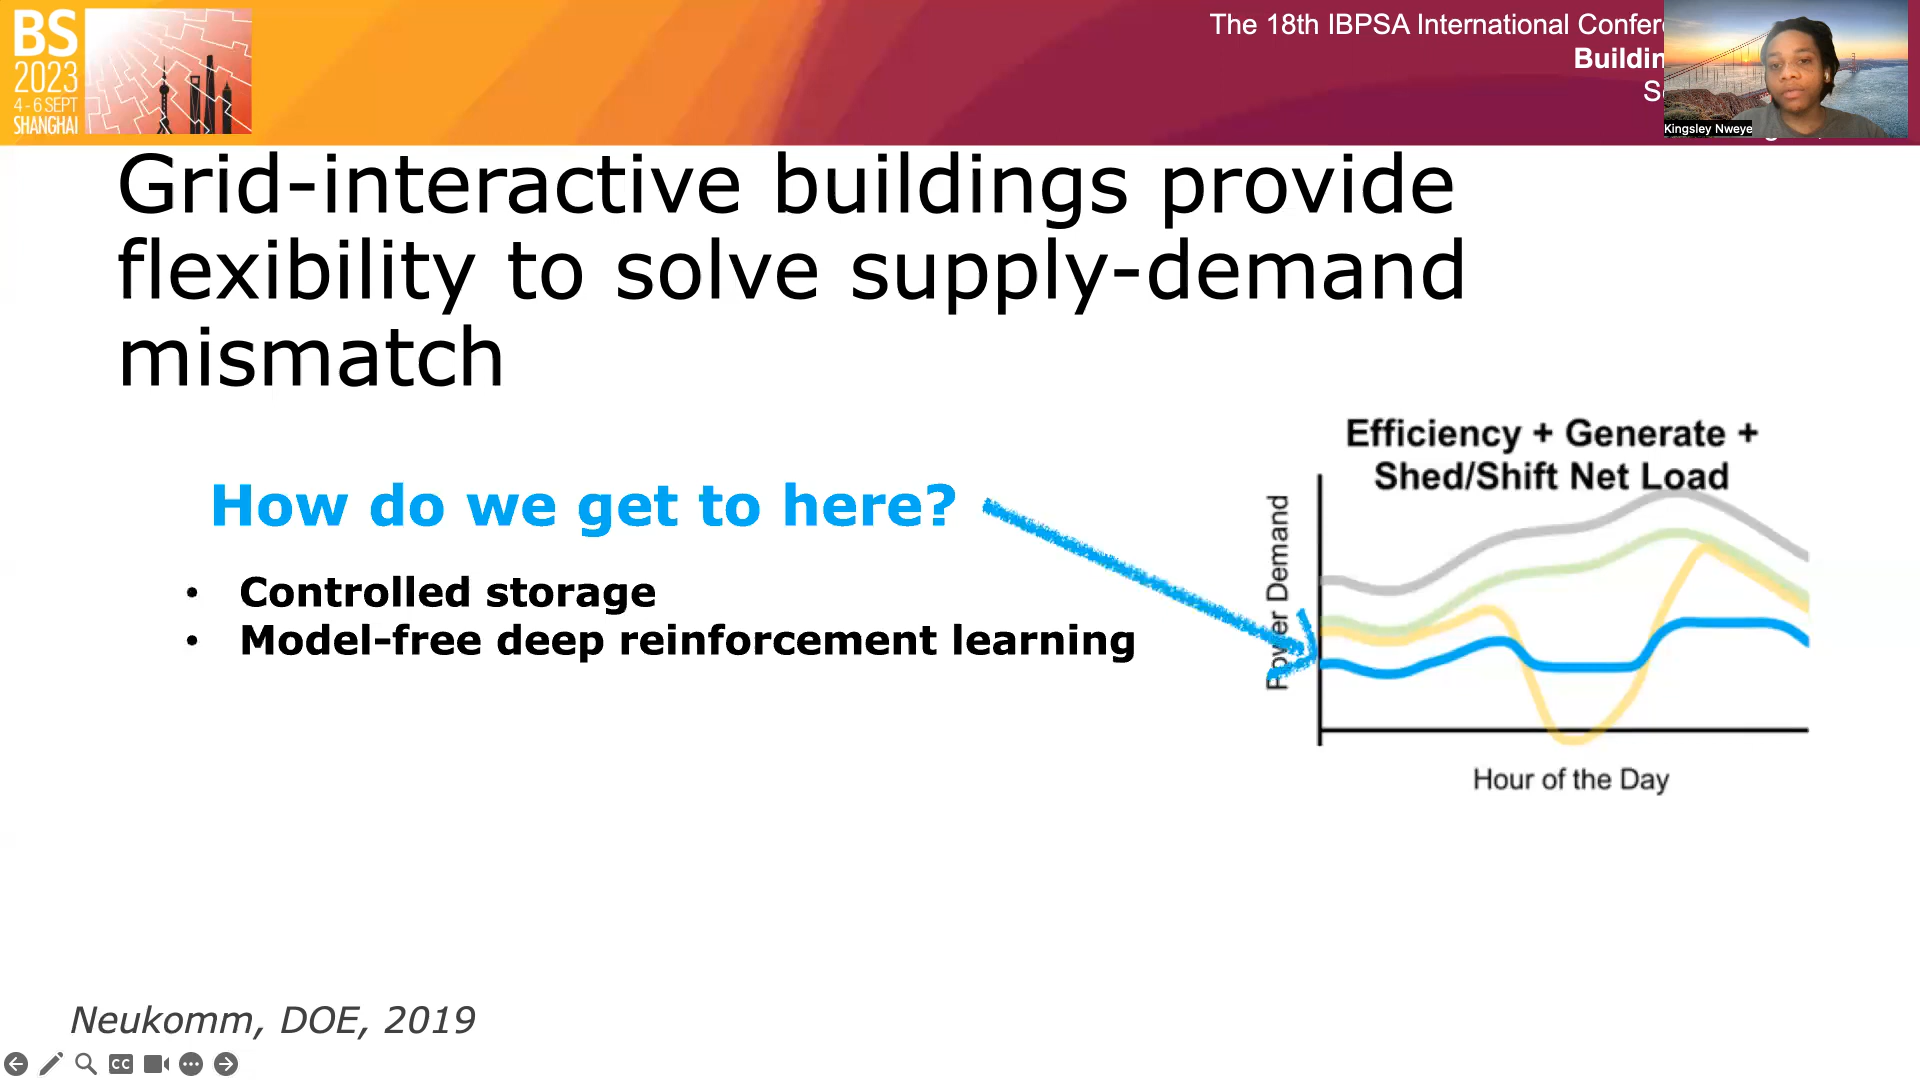 BS
2023
4 - 6 SEPT
SHANGHAI
The 18th IBPSA International
Kingsley Nweye
Grid-interactive buildings provide
flexibility to solve supply-demand
mismatch
How do we get to here?
• Controlled storage
• Model-free deep reinforcement learning
Efficiency + Generate +
Shed/Shift Net Load
Power Demand
Hour of the Day
Neukomm, DOE, 2019
CC